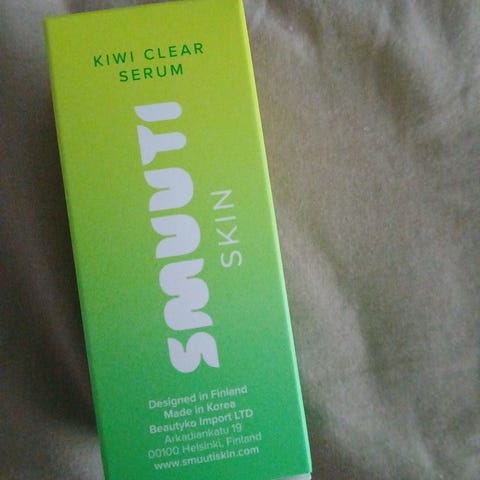 KIWI CLEAR
SERUM
SMUUTI
SKIN
Designed in Finland
Made in Korea
Beautyko Import LTD
Arkadiankatu 19
00100 Helsinki, Finland
www.smuutiskin.com